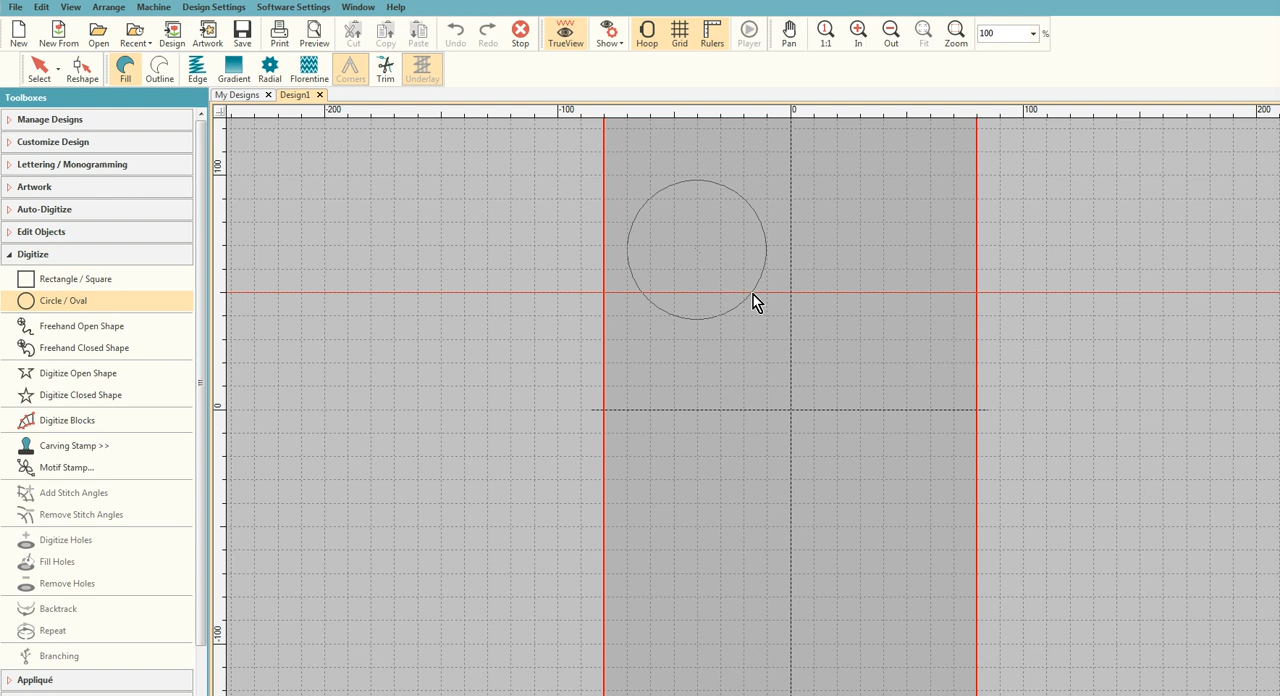 File Edit View Arrange Machine Design Settings Software Settings Window Help
New New From Open Recent Design Artwork Save Print Preview Cut Copy Paste Undo Redo Stop TrueView Show Hoop Grid Rulers Player Pan 1:1 In Out Fit Zoom 100 %
Select Reshape Fill Outline Edge Gradient Radial Florentine Corners Trim Underlay
Toolboxes
My Designs Design1
-200 -100 0 100 200
Manage Designs
Customize Design
Lettering / Monogramming
Artwork
Auto-Digitize
Edit Objects
Digitize
Rectangle / Square
Circle / Oval
Freehand Open Shape
Freehand Closed Shape
Digitize Open Shape
Digitize Closed Shape
Digitize Blocks
Carving Stamp >>
Motif Stamp...
Add Stitch Angles
Remove Stitch Angles
Digitize Holes
Fill Holes
Remove Holes
Backtrack
Repeat
Branching
Appliqué
100
0
-100